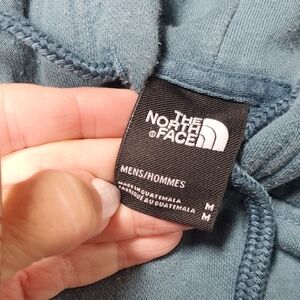 THE
NORTH
FACE
MENS/HOMMES
MADE IN GUATEMALA M
FABRIQUÉ AU GUATEMALA M